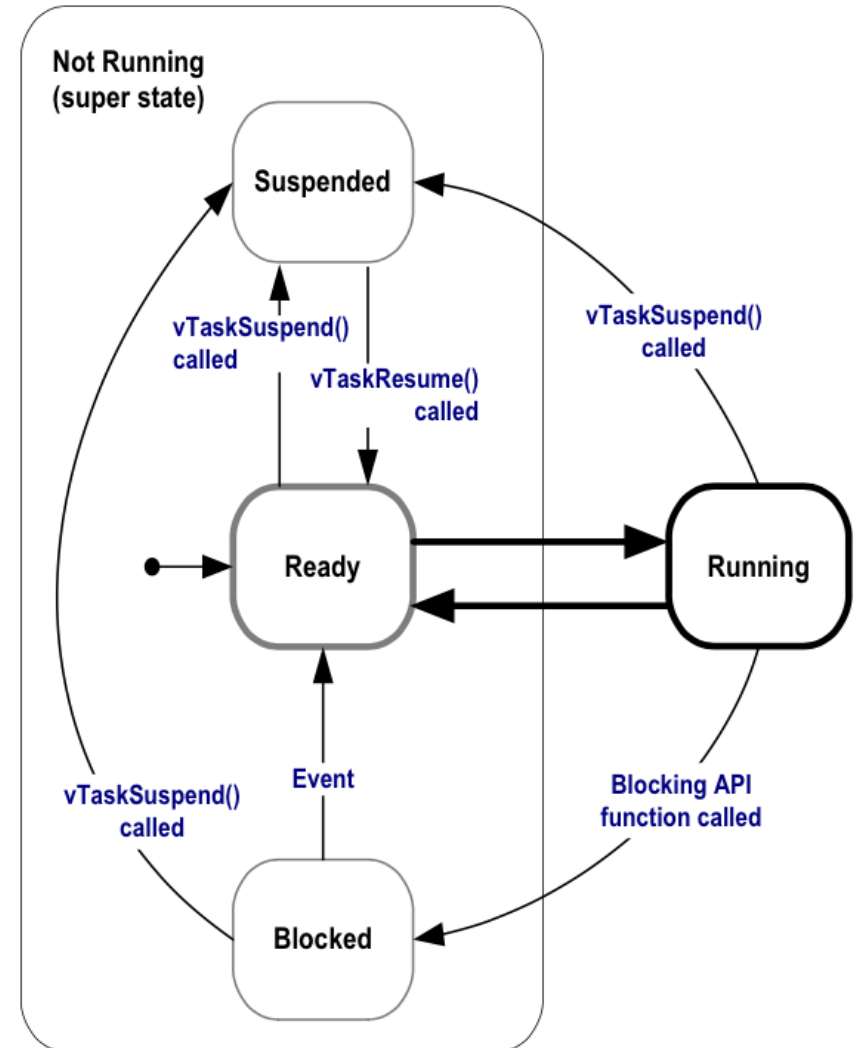 Not Running
(super state)
Suspended
vTaskSuspend()
called
vTaskResume()
called
vTaskSuspend()
called
Ready
Running
Event
vTaskSuspend()
called
Blocking API
function called
Blocked